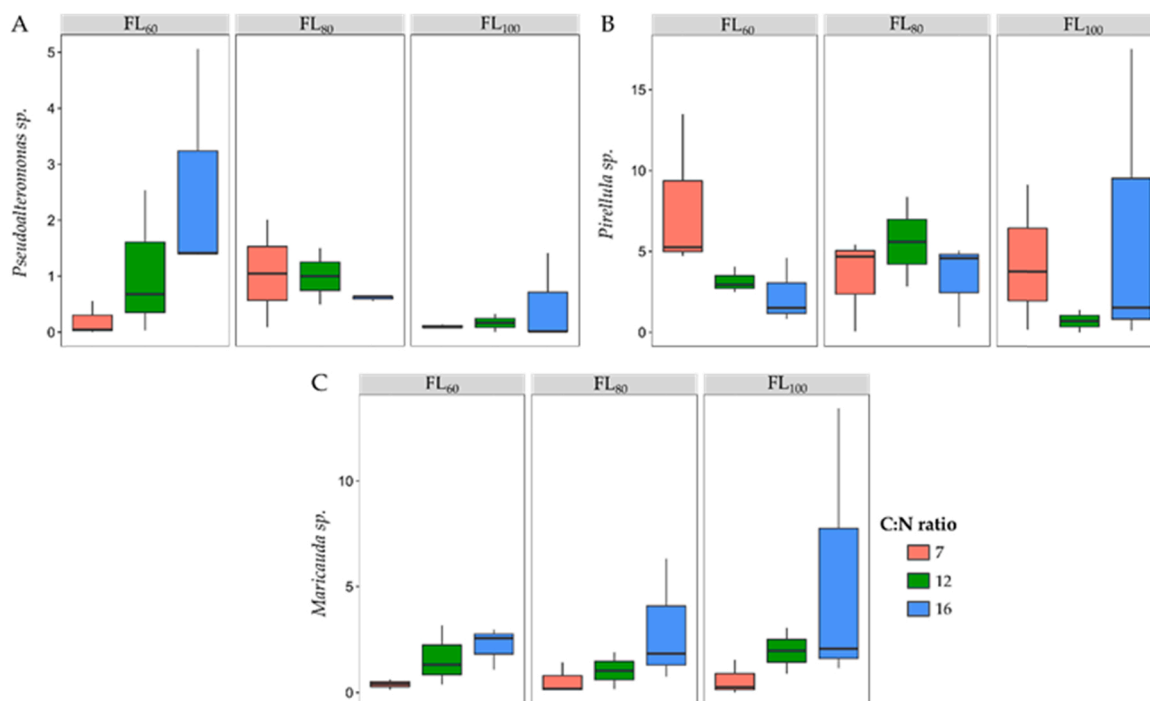 A
FL60
FL80
FL100
Pseudoalteromonas sp.
5
4
3
2
1
0
B
FL60
FL80
FL100
Pirellula sp.
15
10
5
0
C
FL60
FL80
FL100
Maricauda sp.
10
5
0
C:N ratio
7
12
16